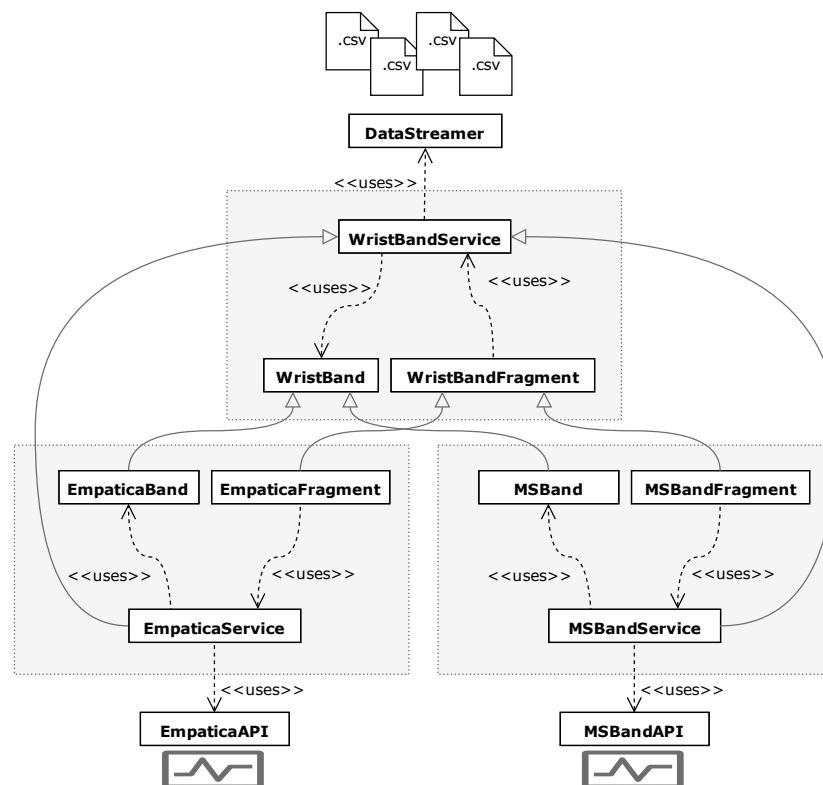 .csv
.csv
.csv
.csv
DataStreamer
<<uses>>
WristBandService
<<uses>>
<<uses>>
WristBand
WristBandFragment
EmpaticaBand
EmpaticaFragment
MSBand
MSBandFragment
<<uses>>
<<uses>>
<<uses>>
<<uses>>
EmpaticaService
MSBandService
<<uses>>
<<uses>>
EmpaticaAPI
MSBandAPI